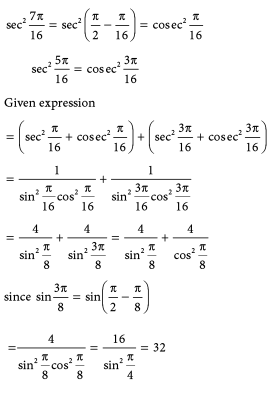 sec² 7π/16 = sec² (π/2 − π/16) = cosec² π/16
sec² 5π/16 = cosec² 3π/16
Given expression
= (sec² π/16 + cosec² π/16) + (sec² 3π/16 + cosec² 3π/16)
= 1/(sin² π/16 cos² π/16) + 1/(sin² 3π/16 cos² 3π/16)
= 4/(sin² π/8) + 4/(sin² 3π/8) = 4/(sin² π/8) + 4/(cos² π/8)
since sin 3π/8 = sin (π/2 − π/8)
= 4/(sin² π/8 cos² π/8) = 16/(sin² π/4) = 32